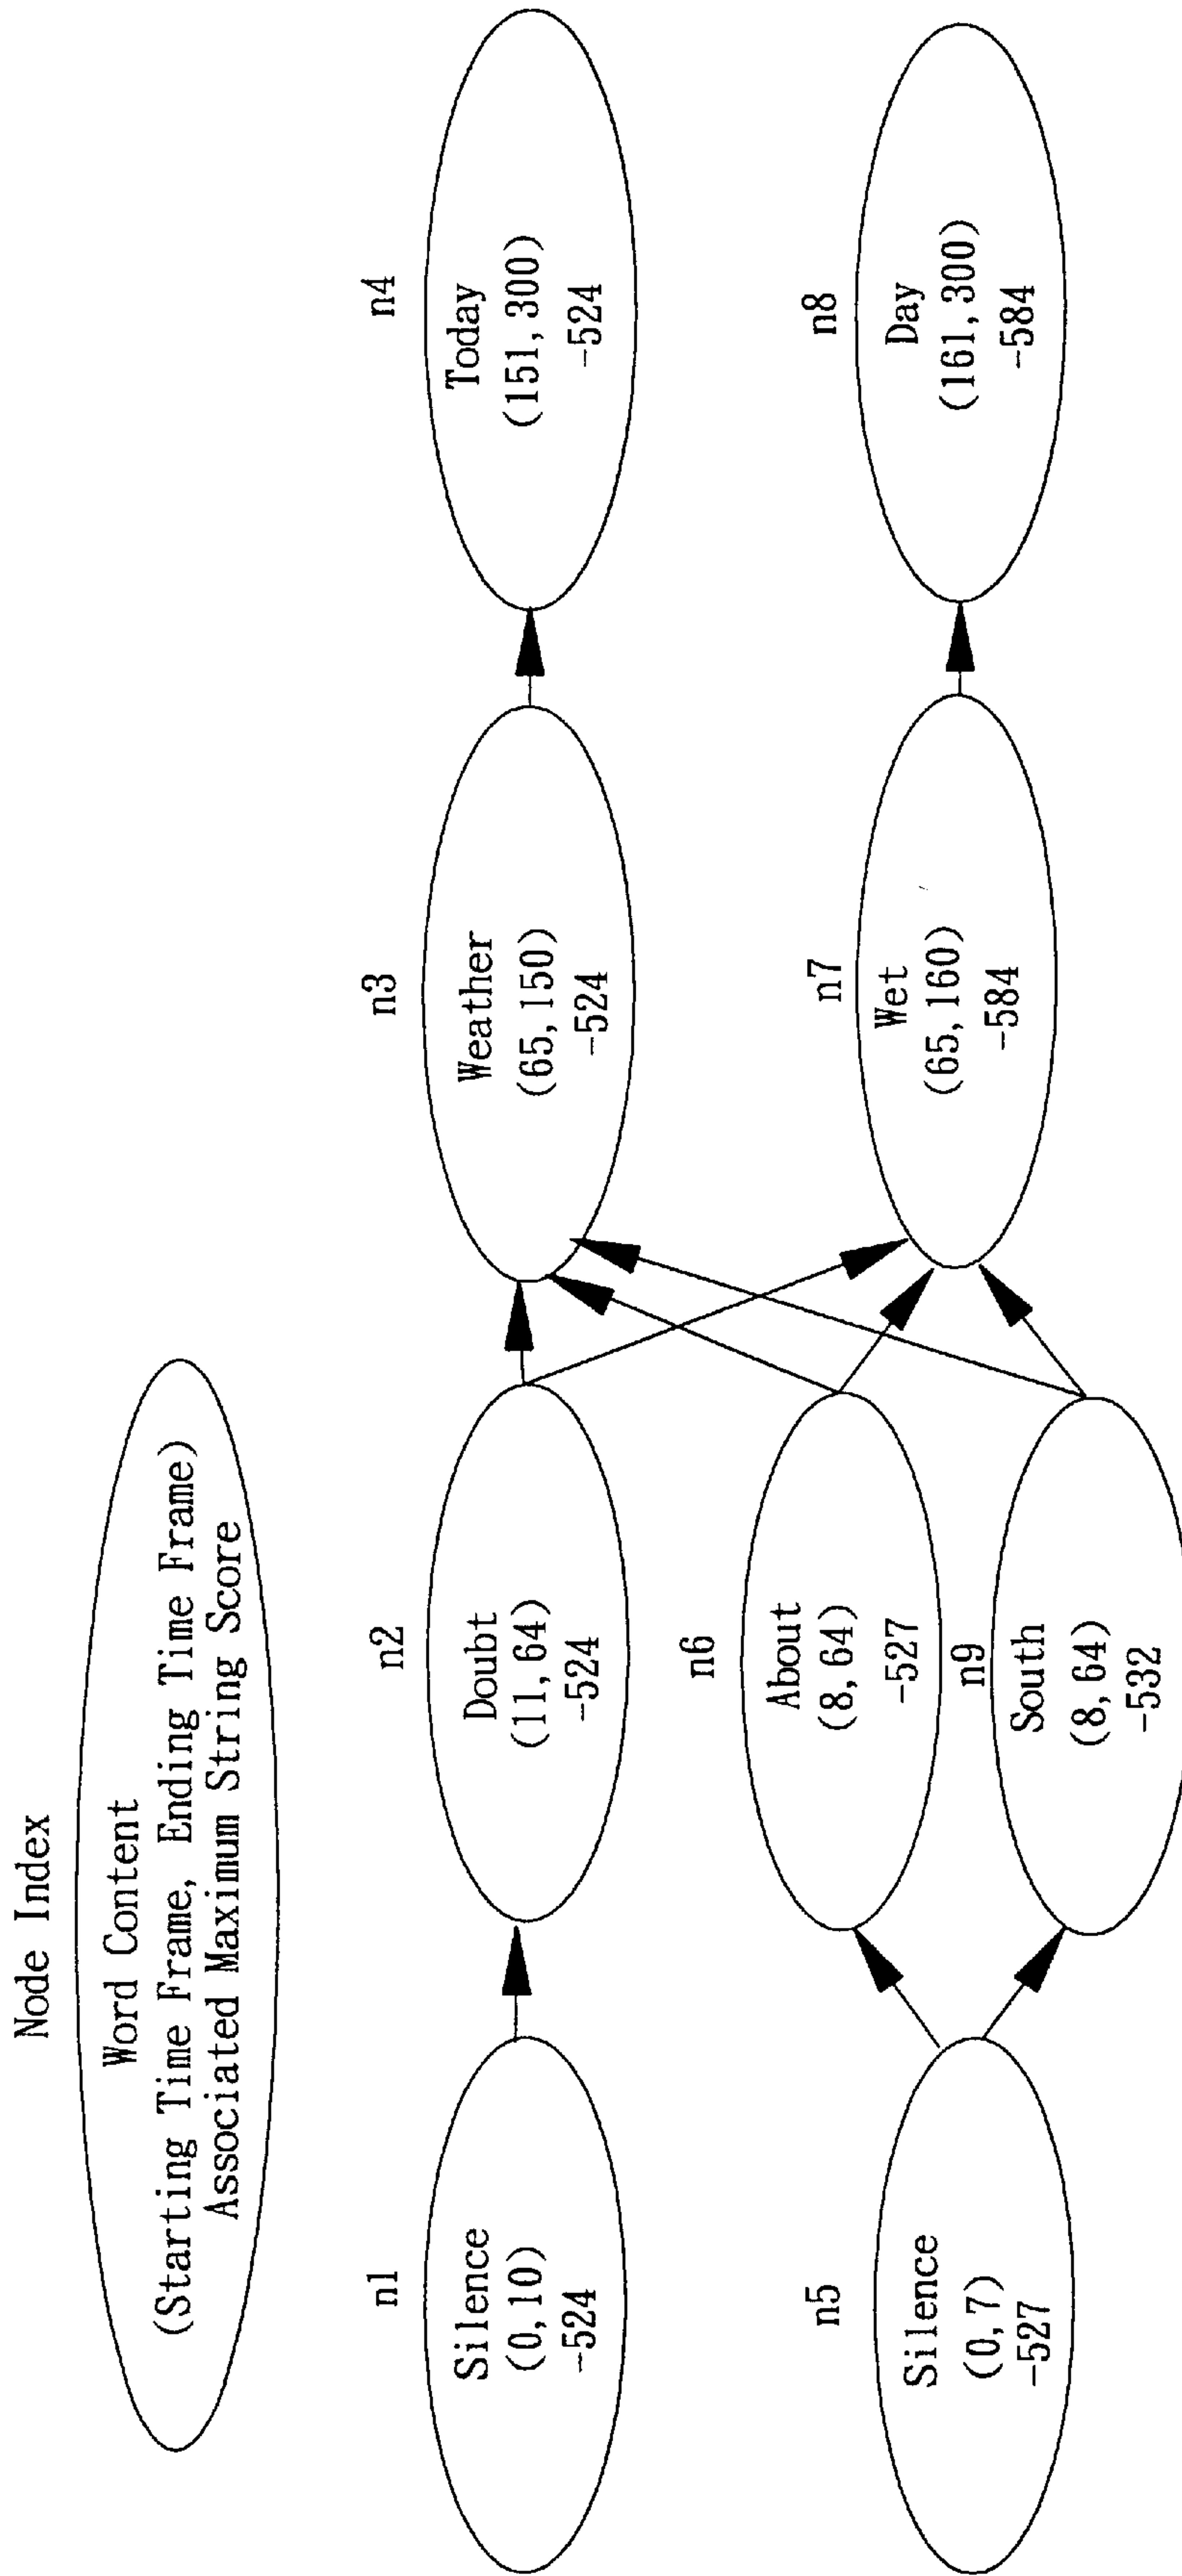 Node Index
Word Content
(Starting Time Frame, Ending Time Frame)
Associated Maximum String Score
n1
Silence
(0,10)
-524
n2
Doubt
(11,64)
-524
n3
Weather
(65,150)
-524
n4
Today
(151,300)
-524
n5
Silence
(0,7)
-527
n6
About
(8,64)
-527
n9
South
(8,64)
-532
n7
Wet
(65,160)
-584
n8
Day
(161,300)
-584